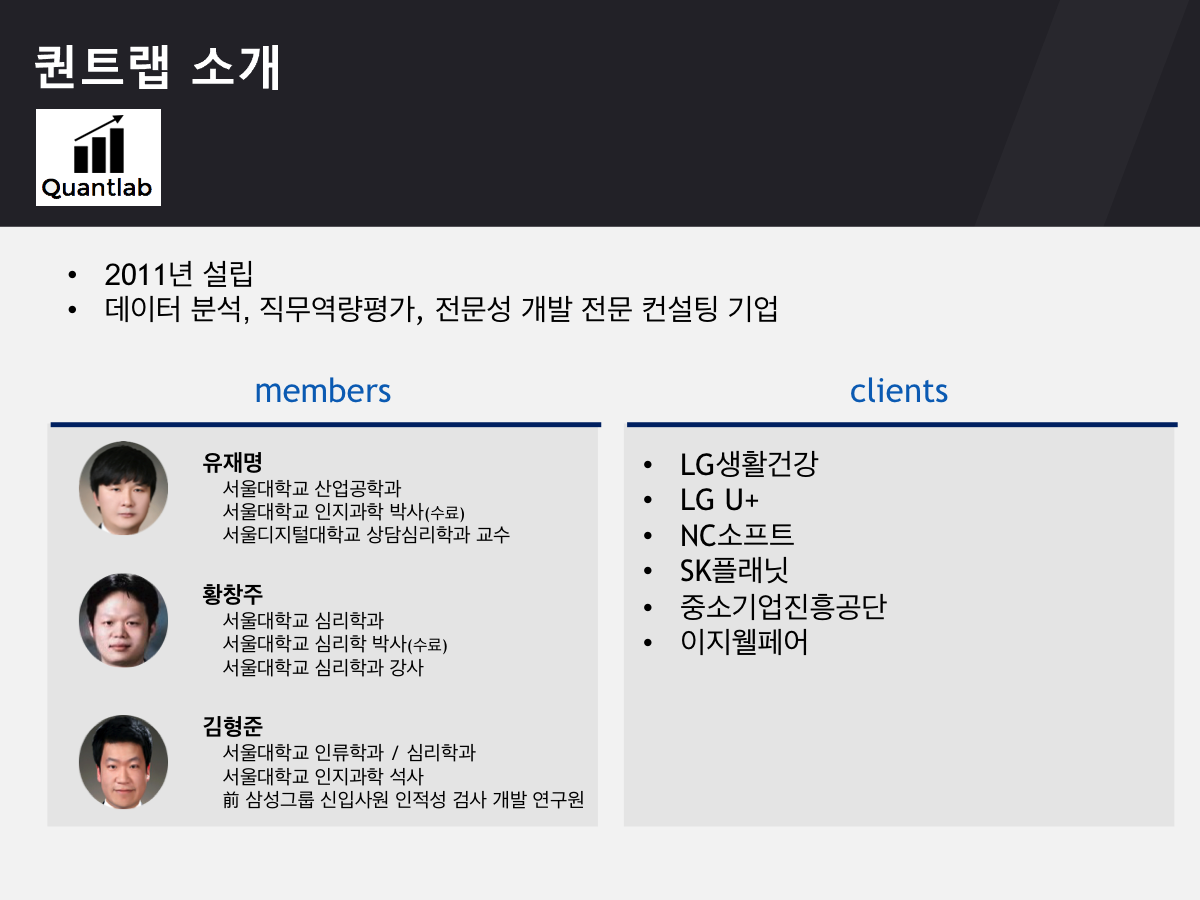 퀀트랩 소개
Quantlab
• 2011년 설립
• 데이터 분석, 직무역량평가, 전문성 개발 전문 컨설팅 기업
members
유재명
서울대학교 산업공학과
서울대학교 인지과학 박사(수료)
서울디지털대학교 상담심리학과 교수
황창주
서울대학교 심리학과
서울대학교 심리학 박사(수료)
서울대학교 심리학과 강사
김형준
서울대학교 인류학과 / 심리학과
서울대학교 인지과학 석사
前 삼성그룹 신입사원 인적성 검사 개발 연구원
clients
• LG생활건강
• LG U+
• NC소프트
• SK플래닛
• 중소기업진흥공단
• 이지웰페어